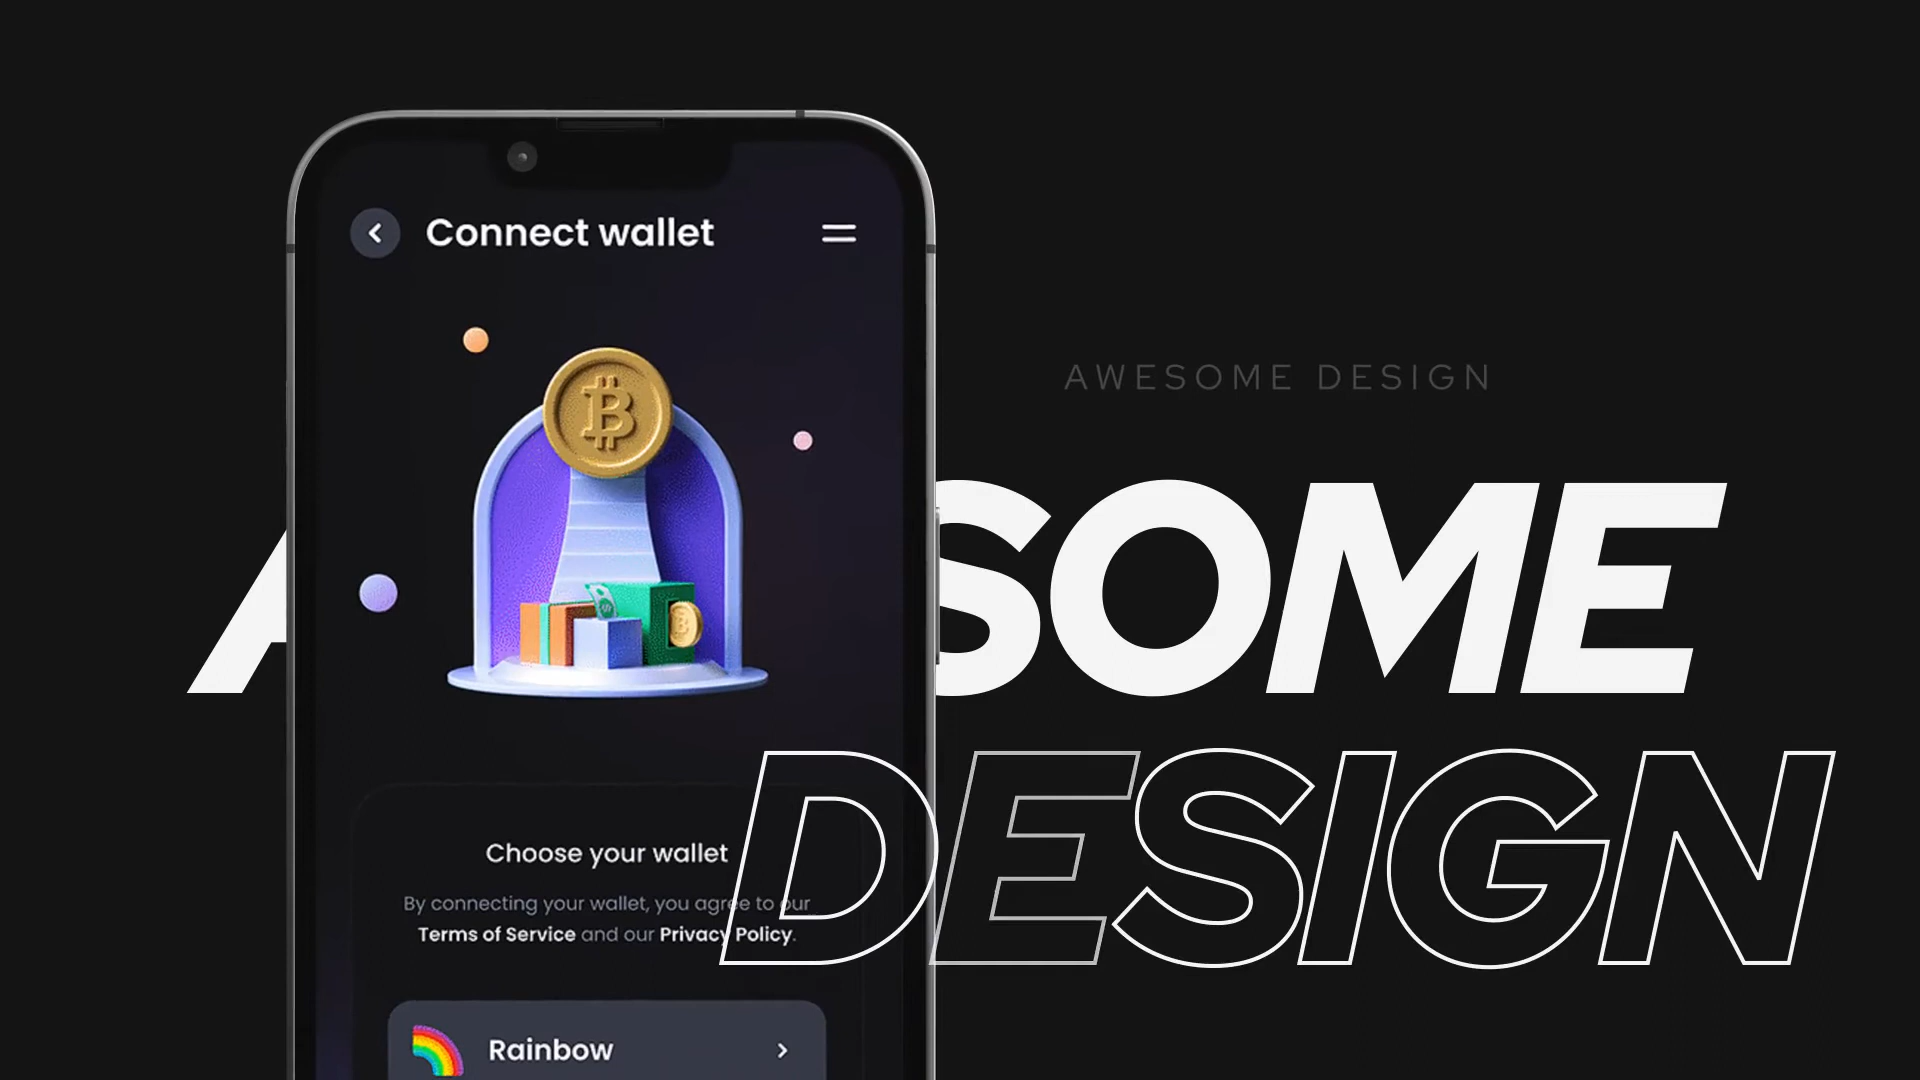 Connect wallet
AWESOME DESIGN
A SOME
DESIGN
Choose your wallet
By connecting your wallet, you agree to our
Terms of Service and our Privacy Policy.
Rainbow